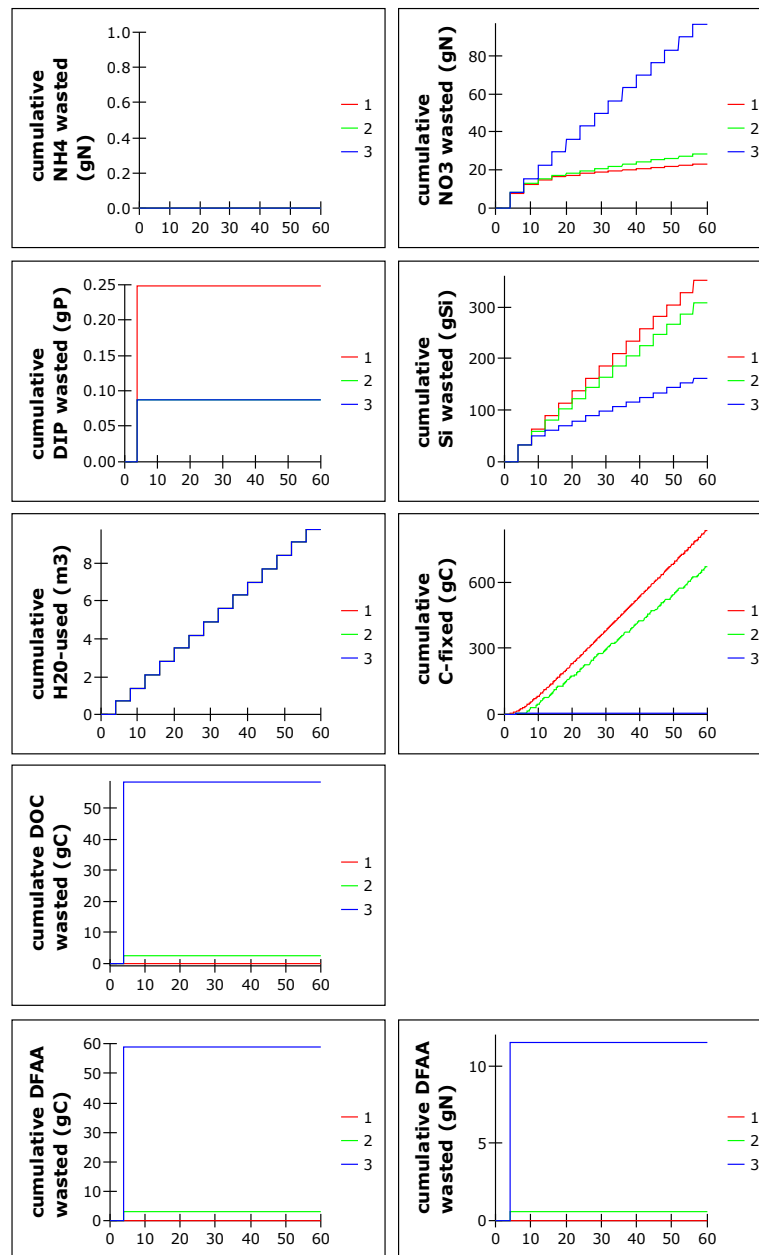 cumulative
NH4 wasted
(gN)
1.0
0.8
0.6
0.4
0.2
0.0
0 10 20 30 40 50 60
1
2
3
cumulative
NO3 wasted (gN)
80
60
40
20
0
0 10 20 30 40 50 60
1
2
3
cumulative
DIP wasted (gP)
0.25
0.20
0.15
0.10
0.05
0.00
0 10 20 30 40 50 60
1
2
3
cumulative
Si wasted (gSi)
300
200
100
0
0 10 20 30 40 50 60
1
2
3
cumulative
H20-used (m3)
8
6
4
2
0
0 10 20 30 40 50 60
1
2
3
cumulative
C-fixed (gC)
600
300
0
0 10 20 30 40 50 60
1
2
3
cumulatve DOC
wasted (gC)
50
40
30
20
10
0
0 10 20 30 40 50 60
1
2
3
cumulative DFAA
wasted (gC)
60
50
40
30
20
10
0
0 10 20 30 40 50 60
1
2
3
cumulative DFAA
wasted (gN)
10
5
0
0 10 20 30 40 50 60
1
2
3